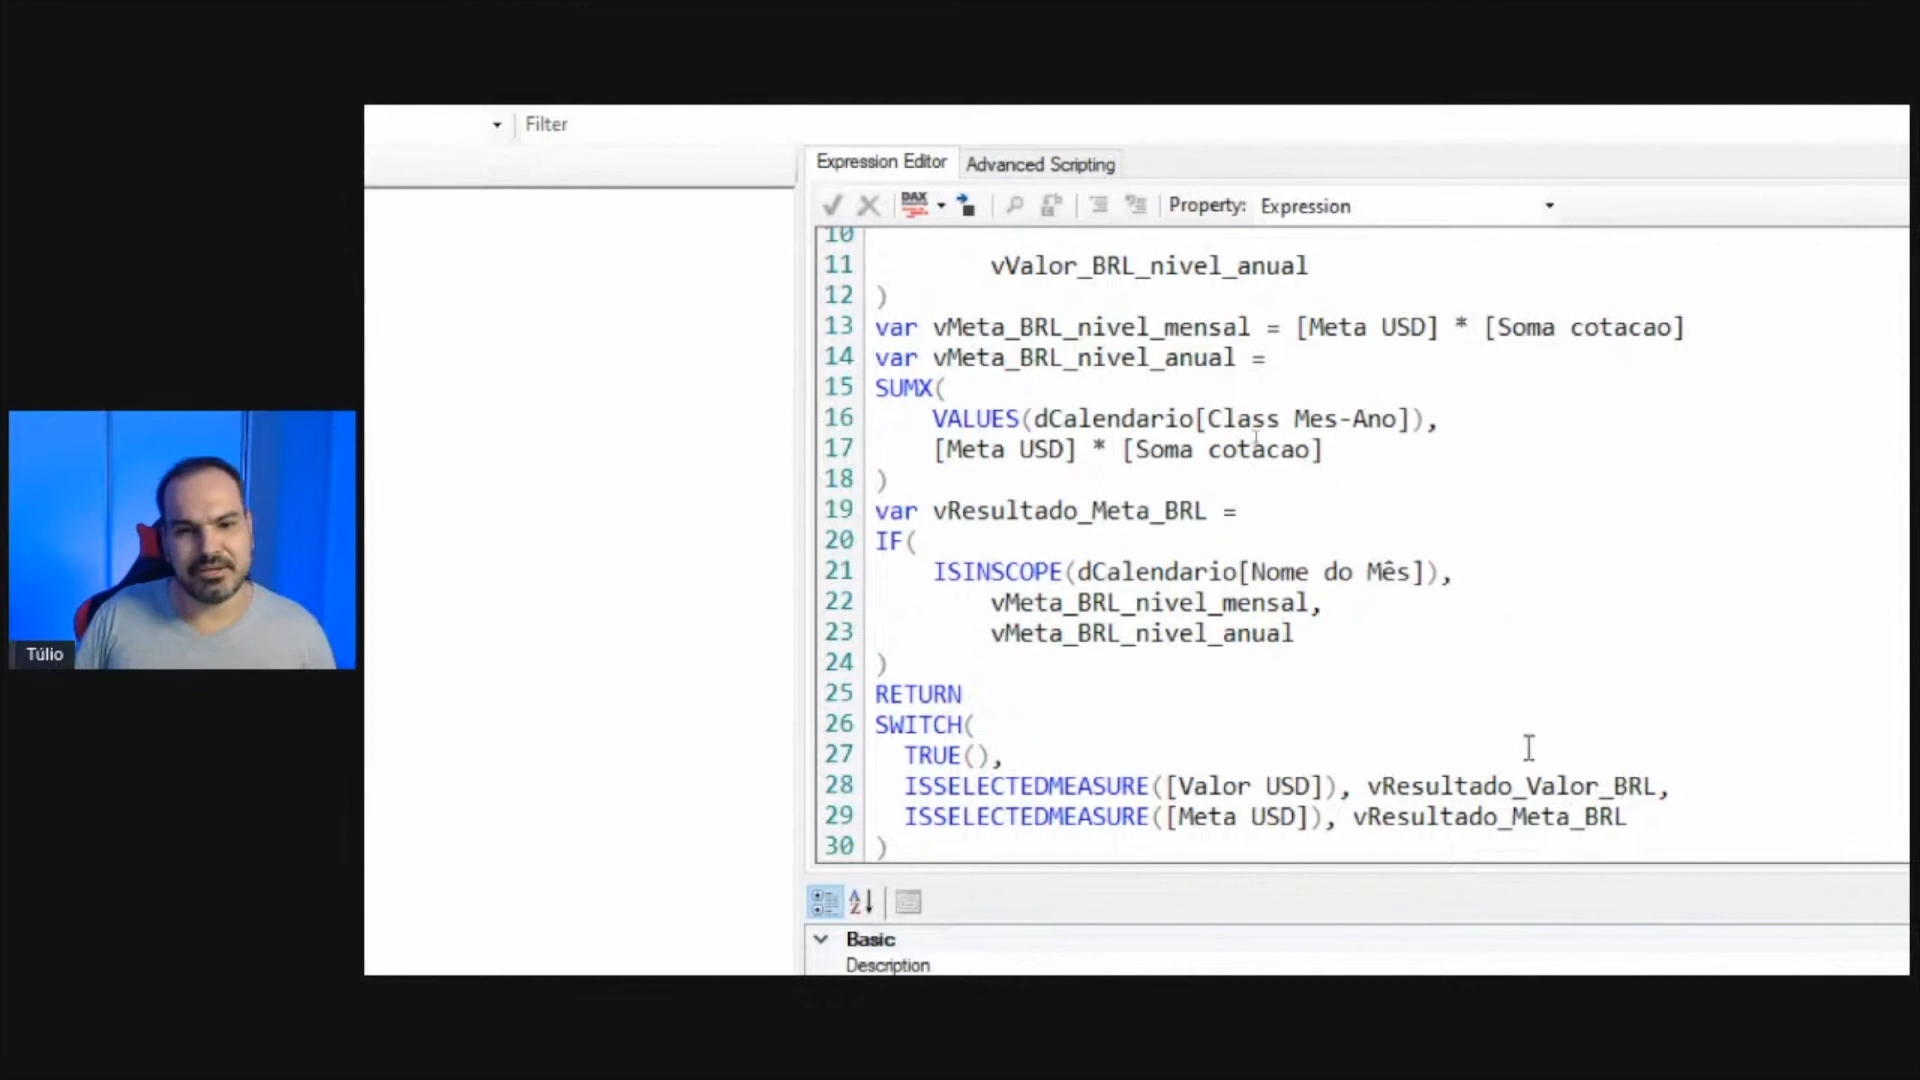 Filter
Expression Editor
Advanced Scripting
DAX
Property: Expression
10
11 vValor_BRL_nivel_anual
12 )
13 var vMeta_BRL_nivel_mensal = [Meta USD] * [Soma cotacao]
14 var vMeta_BRL_nivel_anual =
15 SUMX(
16 VALUES(dCalendario[Class Mes-Ano]),
17 [Meta USD] * [Soma cotacao]
18 )
19 var vResultado_Meta_BRL =
20 IF(
21 ISINSCOPE(dCalendario[Nome do Mês]),
22 vMeta_BRL_nivel_mensal,
23 vMeta_BRL_nivel_anual
24 )
25 RETURN
26 SWITCH(
27 TRUE(),
28 ISSELECTEDMEASURE([Valor USD]), vResultado_Valor_BRL,
29 ISSELECTEDMEASURE([Meta USD]), vResultado_Meta_BRL
30 )
Túlio
Basic
Description